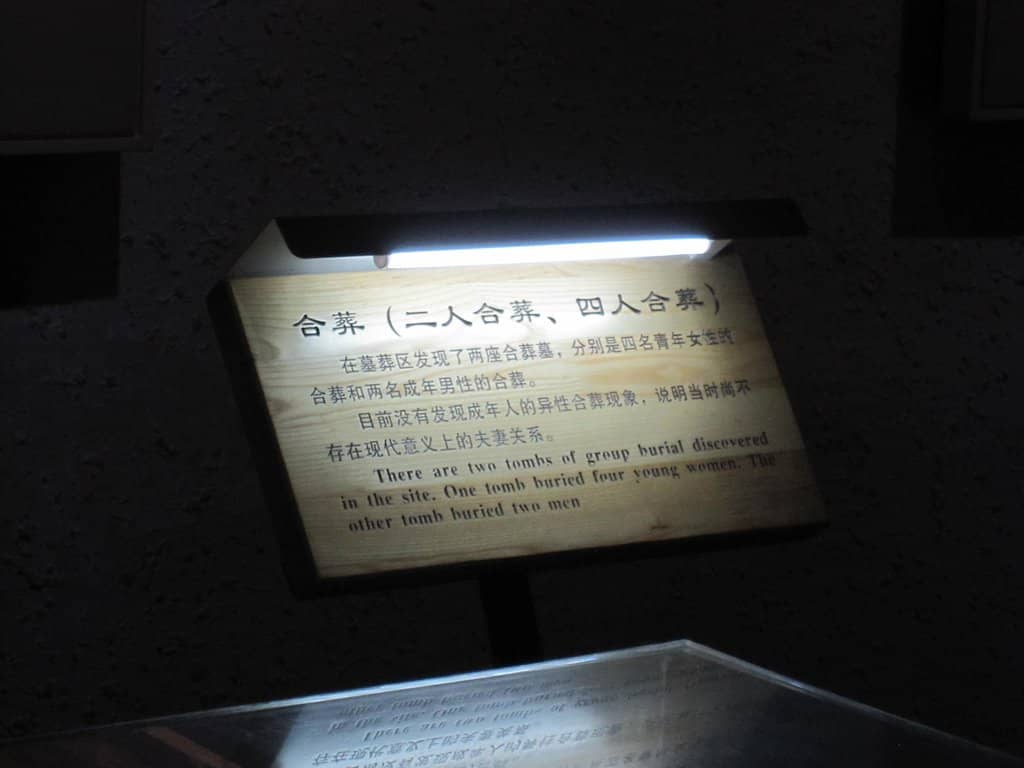 合葬（二人合葬、四人合葬）
在墓葬区发现了两座合葬墓，分别是四名青年女性的
合葬和两名成年男性的合葬。
目前没有发现成年人的异性合葬现象，说明当时尚不
存在现代意义上的夫妻关系。
There are two tombs of group burial discovered
in the site. One tomb buried four young women. The
other tomb buried two men